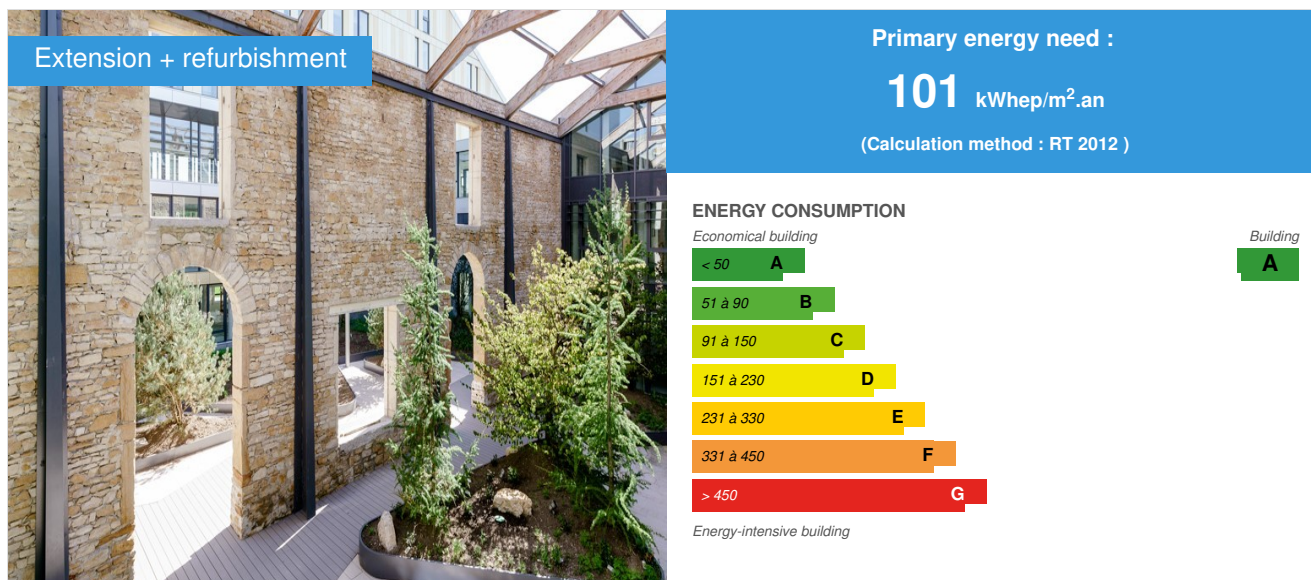 Extension + refurbishment
Primary energy need :
101 kWhep/m².an
(Calculation method : RT 2012 )
ENERGY CONSUMPTION
Economical building
Building
< 50 A
A
51 à 90 B
91 à 150 C
151 à 230 D
231 à 330 E
331 à 450 F
> 450 G
Energy-intensive building